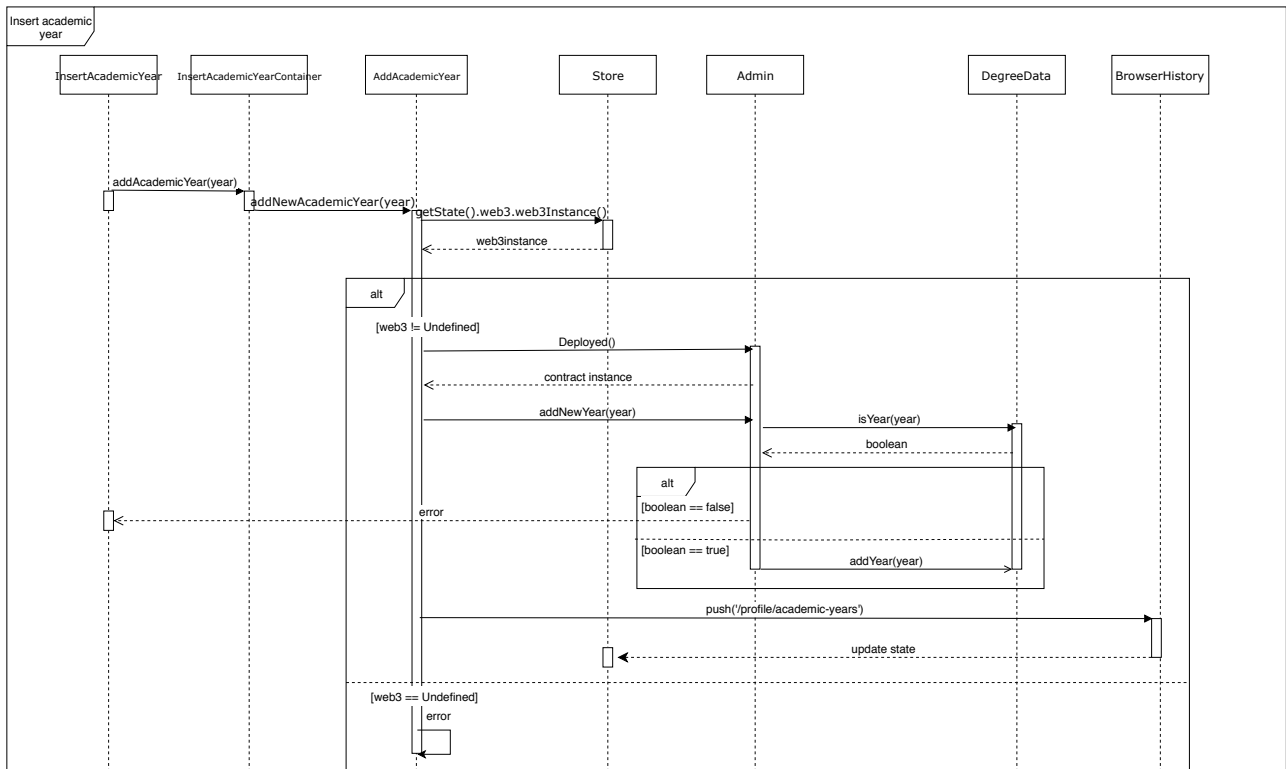 Insert academic
year
InsertAcademicYear
InsertAcademicYearContainer
AddAcademicYear
Store
Admin
DegreeData
BrowserHistory
addAcademicYear(year)
addNewAcademicYear(year)
getState().web3.web3Instance()
web3instance
alt
[web3 != Undefined]
Deployed()
contract instance
addNewYear(year)
isYear(year)
boolean
alt
[boolean == false]
error
[boolean == true]
addYear(year)
push('/profile/academic-years')
update state
[web3 == Undefined]
error